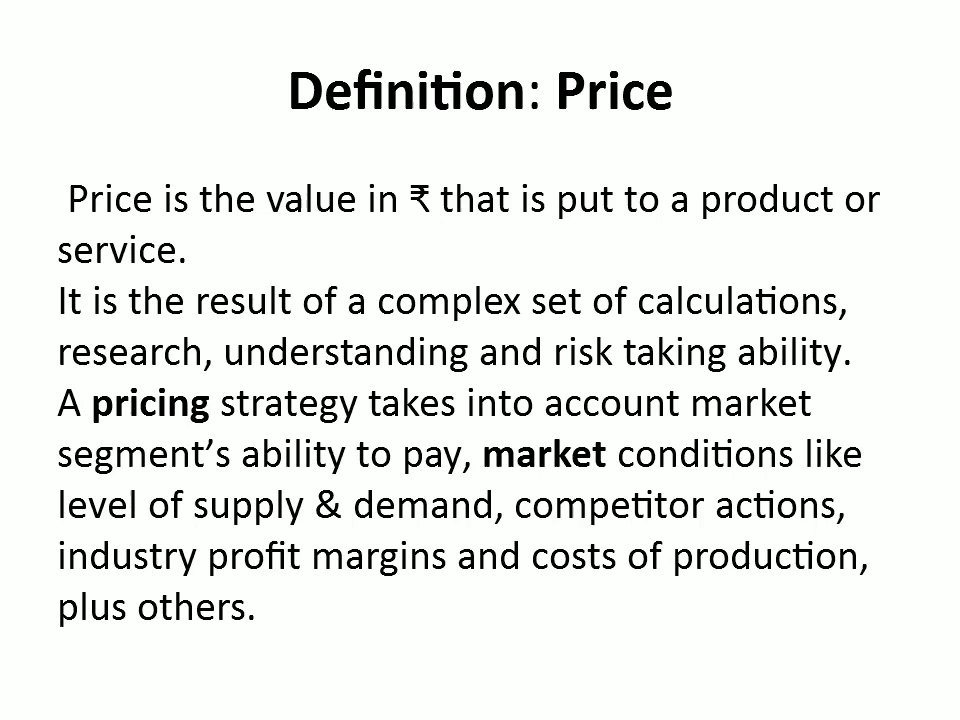 Definition: Price
Price is the value in ₹ that is put to a product or
service.
It is the result of a complex set of calculations,
research, understanding and risk taking ability.
A pricing strategy takes into account market
segment’s ability to pay, market conditions like
level of supply & demand, competitor actions,
industry profit margins and costs of production,
plus others.